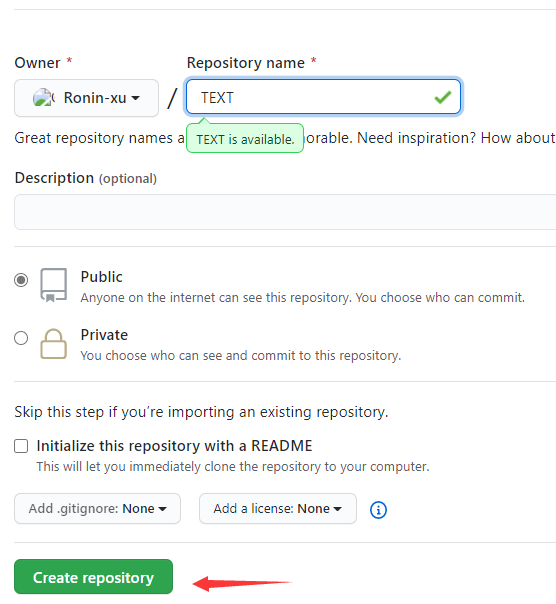 Owner * Repository name *
Ronin-xu / TEXT
Great repository names a orable. Need inspiration? How about
TEXT is available.
Description (optional)
Public
Anyone on the internet can see this repository. You choose who can commit.
Private
You choose who can see and commit to this repository.
Skip this step if you’re importing an existing repository.
Initialize this repository with a README
This will let you immediately clone the repository to your computer.
Add .gitignore: None Add a license: None
Create repository